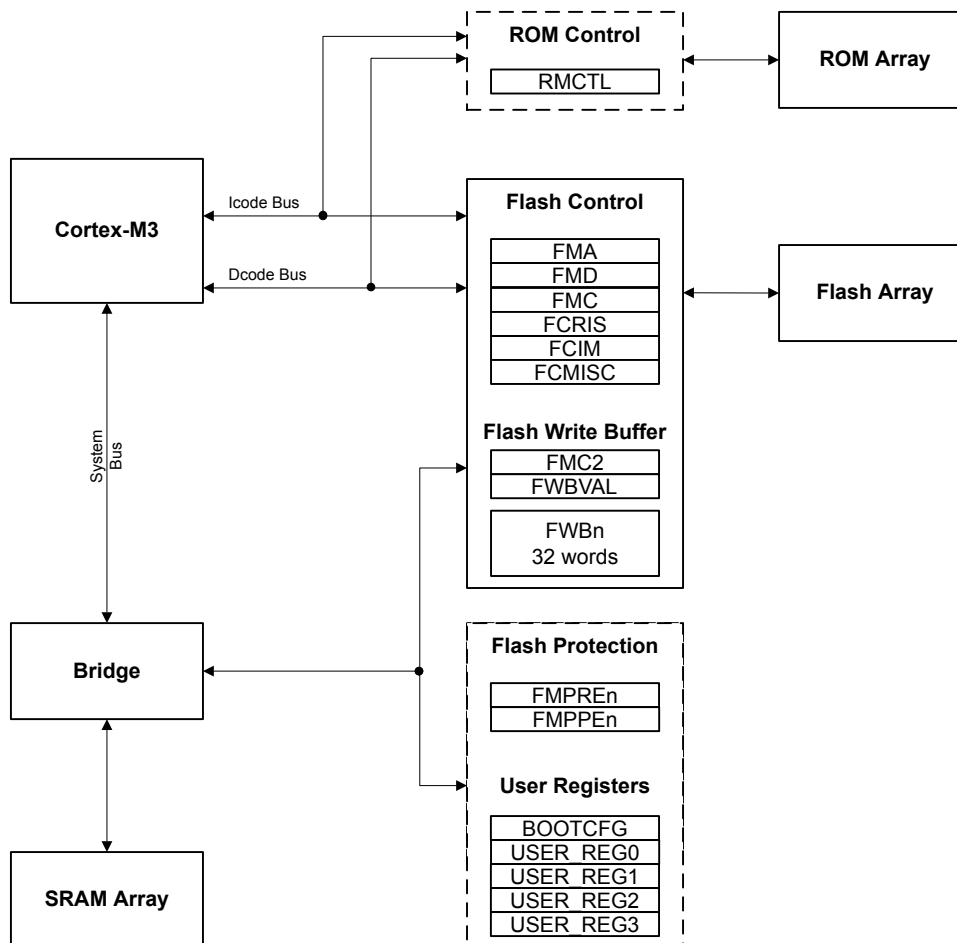 ROM Control
RMCTL
ROM Array
Cortex-M3
Icode Bus
Dcode Bus
Flash Control
FMA
FMD
FMC
FCRIS
FCIM
FCMISC
Flash Array
System
Bus
Flash Write Buffer
FMC2
FWBVAL
FWBn
32 words
Bridge
Flash Protection
FMPREn
FMPPEn
User Registers
BOOTCFG
USER_REG0
USER_REG1
USER_REG2
USER_REG3
SRAM Array